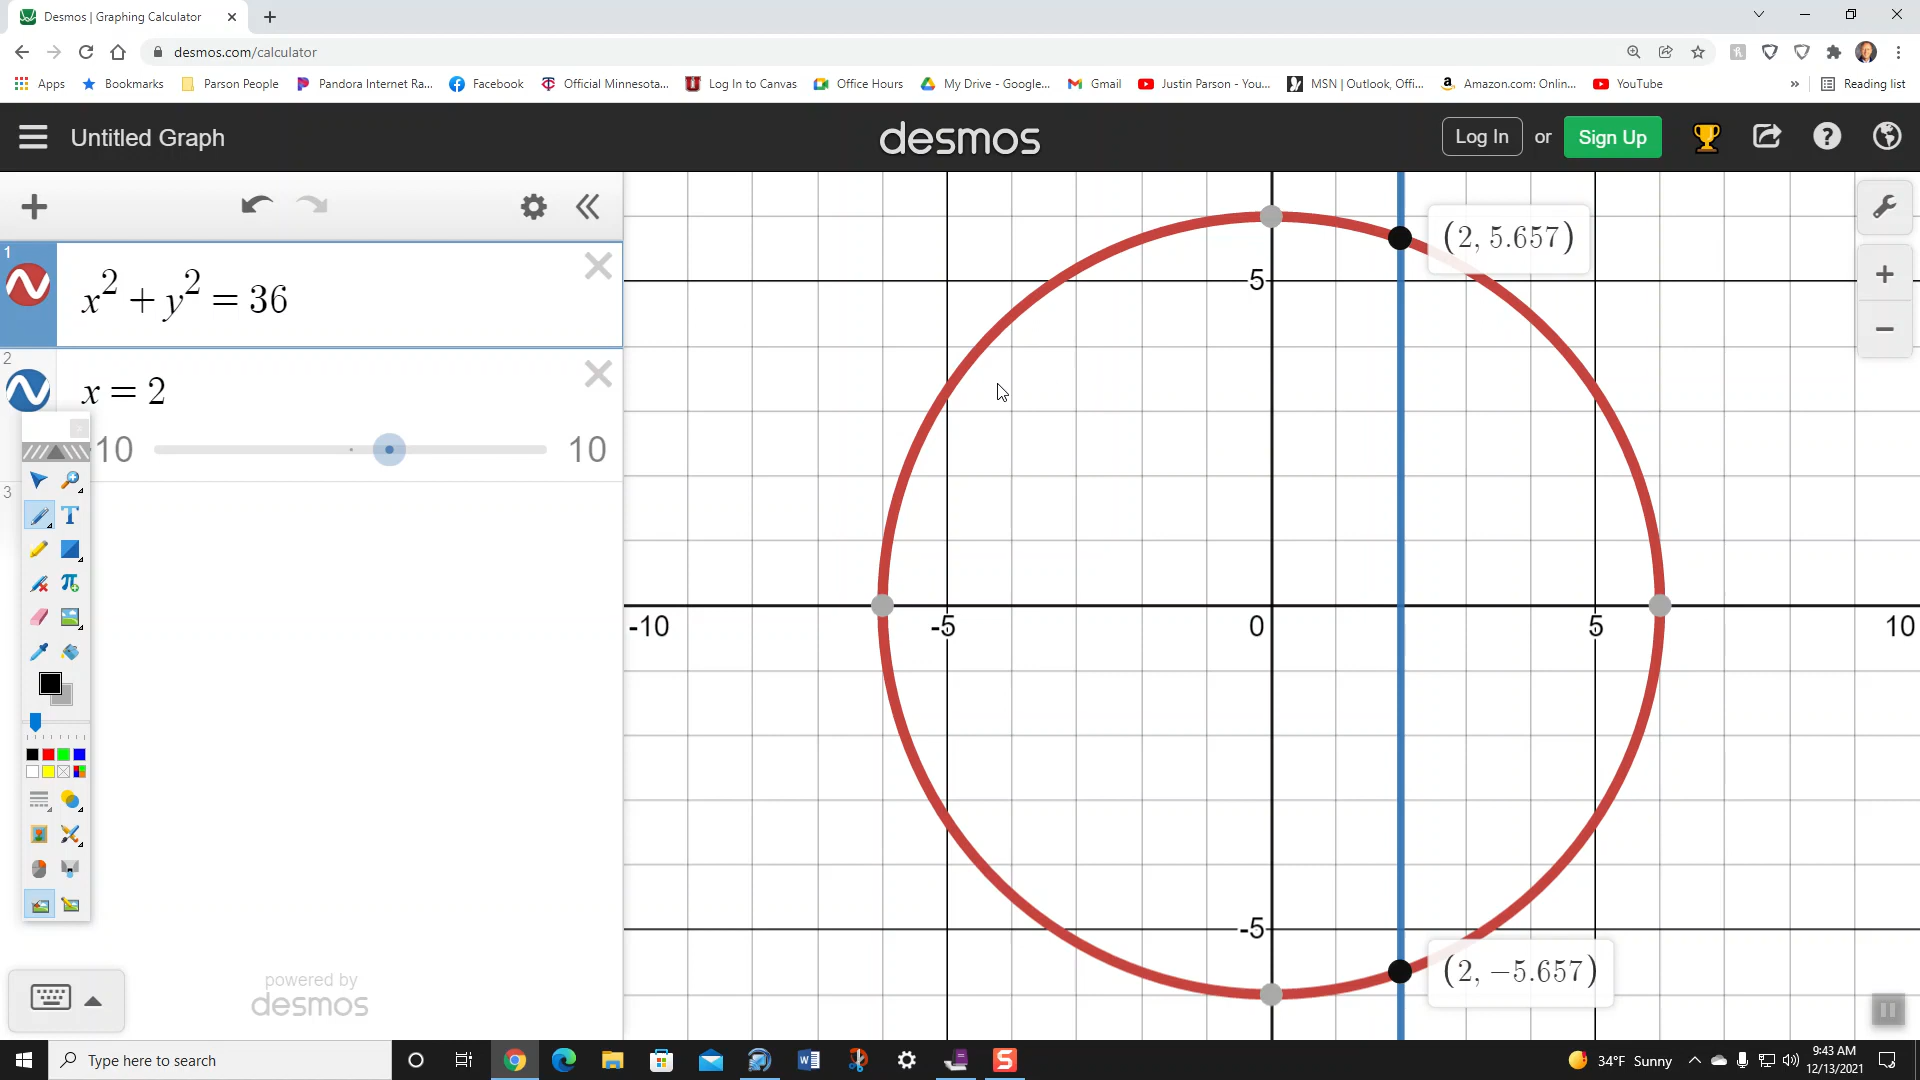 Desmos | Graphing Calculator
desmos.com/calculator
Apps Bookmarks Parson People Pandora Internet Ra... Facebook Official Minnesota... Log In to Canvas Office Hours My Drive - Google... Gmail Justin Parson - You... MSN | Outlook, Offi... Amazon.com: Onlin... YouTube » Reading list
Untitled Graph desmos Log In or Sign Up
1
x² + y² = 36
2
x = 2
10 10
3
powered by
desmos
(2, 5.657)
5
-10 -5 0 5 10
-5
(2, −5.657)
Type here to search
34°F Sunny
9:43 AM
12/13/2021